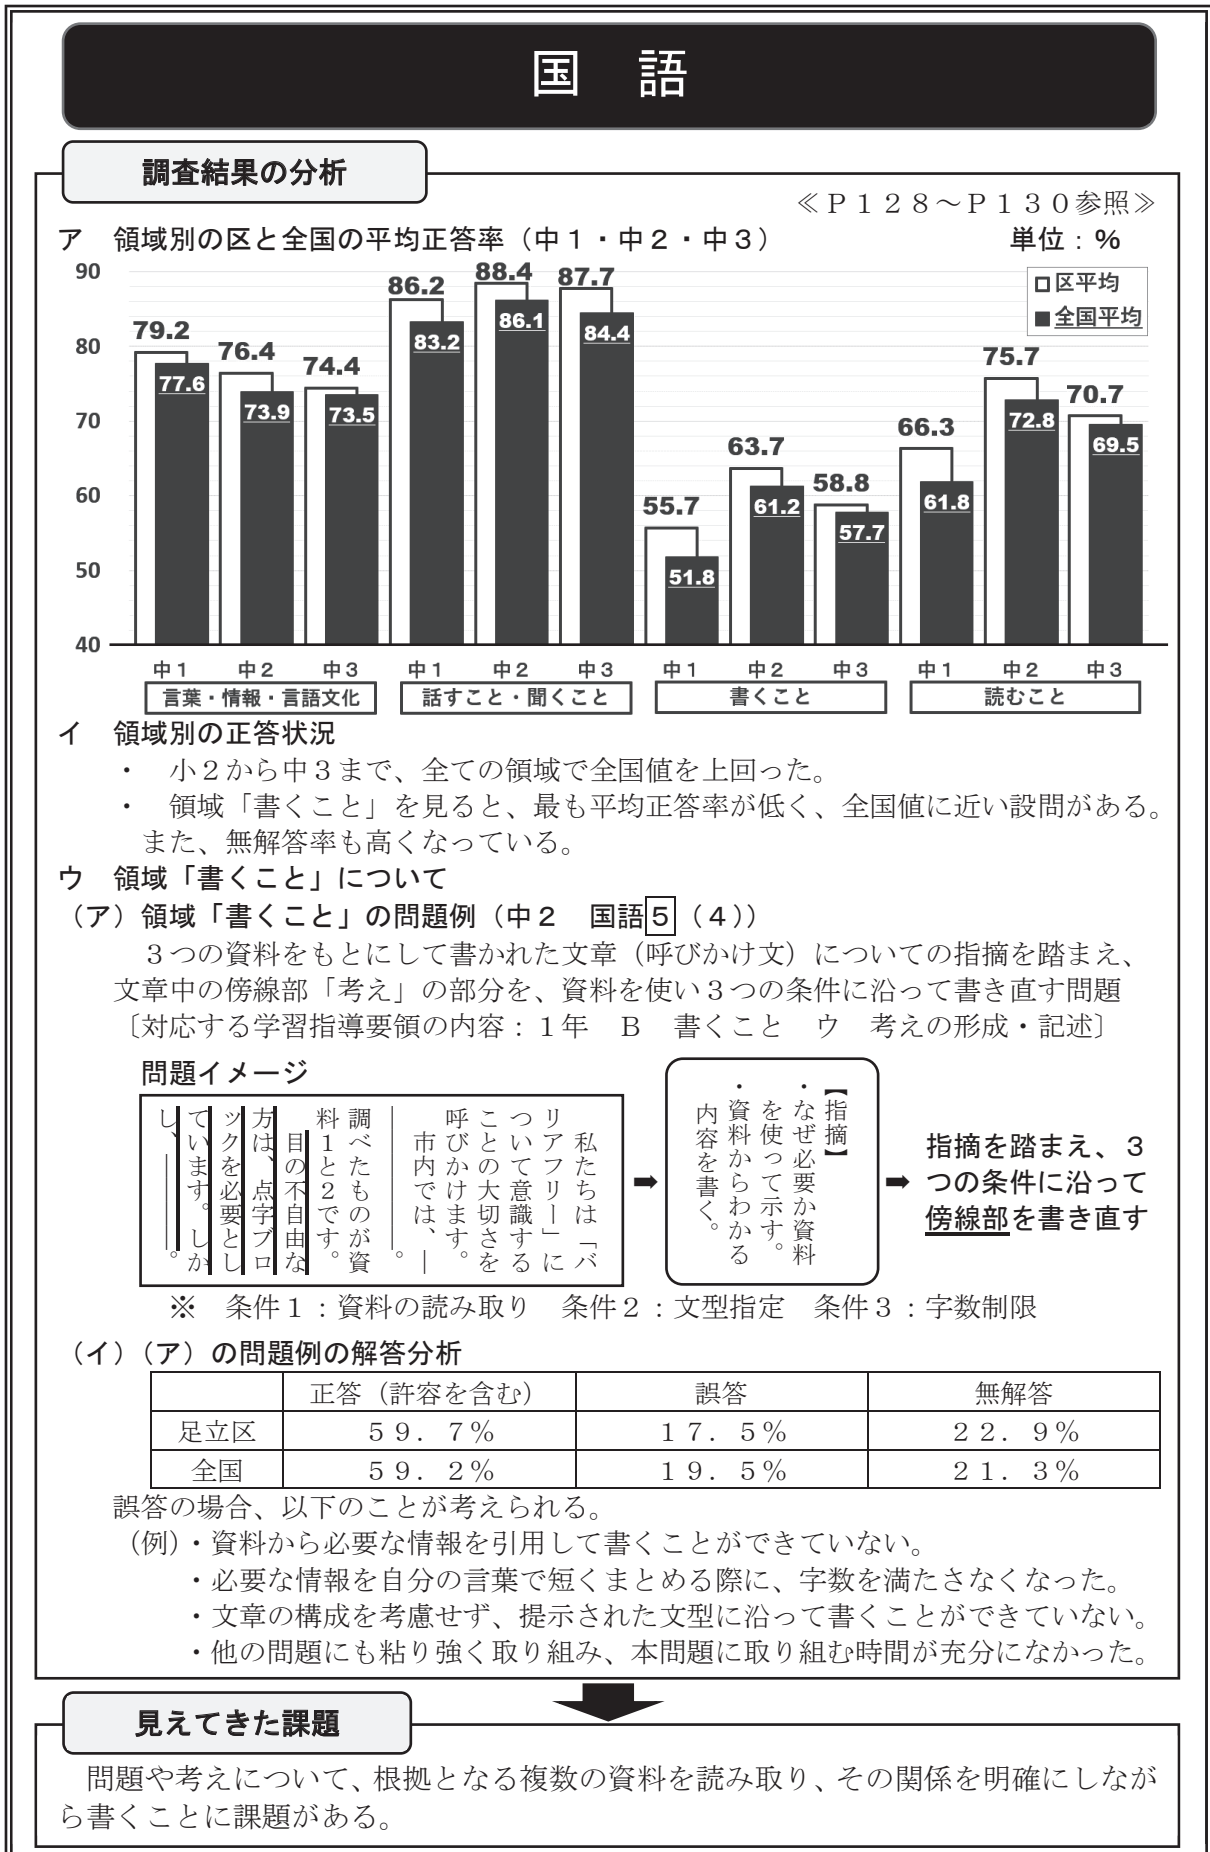 国　語
調査結果の分析
≪Ｐ１２８～Ｐ１３０参照≫
ア　領域別の区と全国の平均正答率（中１・中２・中３）　単位：％
90
80
70
60
50
40
区平均
全国平均
79.2
77.6
76.4
73.9
74.4
73.5
86.2
83.2
88.4
86.1
87.7
84.4
55.7
51.8
63.7
61.2
58.8
57.7
66.3
61.8
75.7
72.8
70.7
69.5
中１　中２　中３　中１　中２　中３　中１　中２　中３　中１　中２　中３
言葉・情報・言語文化　話すこと・聞くこと　書くこと　読むこと
イ　領域別の正答状況
・　小２から中３まで、全ての領域で全国値を上回った。
・　領域「書くこと」を見ると、最も平均正答率が低く、全国値に近い設問がある。
また、無解答率も高くなっている。
ウ　領域「書くこと」について
（ア）領域「書くこと」の問題例（中２　国語５（４））
３つの資料をもとにして書かれた文章（呼びかけ文）についての指摘を踏まえ、
文章中の傍線部「考え」の部分を、資料を使い３つの条件に沿って書き直す問題
〔対応する学習指導要領の内容：１年　Ｂ　書くこと　ウ　考えの形成・記述〕
問題イメージ
私たちは「バ
リアフリー」に
ついて意識する
ことの大切さを
呼びかけます。
市内では、―
――――。
調べたものが資
料１と２です。
目の不自由な
方は、点字ブロ
ックを必要とし
ています。しか
し、――――。
➡
【指摘】
・なぜ必要か資料
を使って示す。
・資料からわかる
内容を書く。
➡
指摘を踏まえ、３
つの条件に沿って
傍線部を書き直す
※　条件１：資料の読み取り　条件２：文型指定　条件３：字数制限
（イ）（ア）の問題例の解答分析
正答（許容を含む）　誤答　無解答
足立区　５９．７％　１７．５％　２２．９％
全国　５９．２％　１９．５％　２１．３％
誤答の場合、以下のことが考えられる。
（例）・資料から必要な情報を引用して書くことができていない。
・必要な情報を自分の言葉で短くまとめる際に、字数を満たさなくなった。
・文章の構成を考慮せず、提示された文型に沿って書くことができていない。
・他の問題にも粘り強く取り組み、本問題に取り組む時間が充分になかった。
見えてきた課題
問題や考えについて、根拠となる複数の資料を読み取り、その関係を明確にしなが
ら書くことに課題がある。